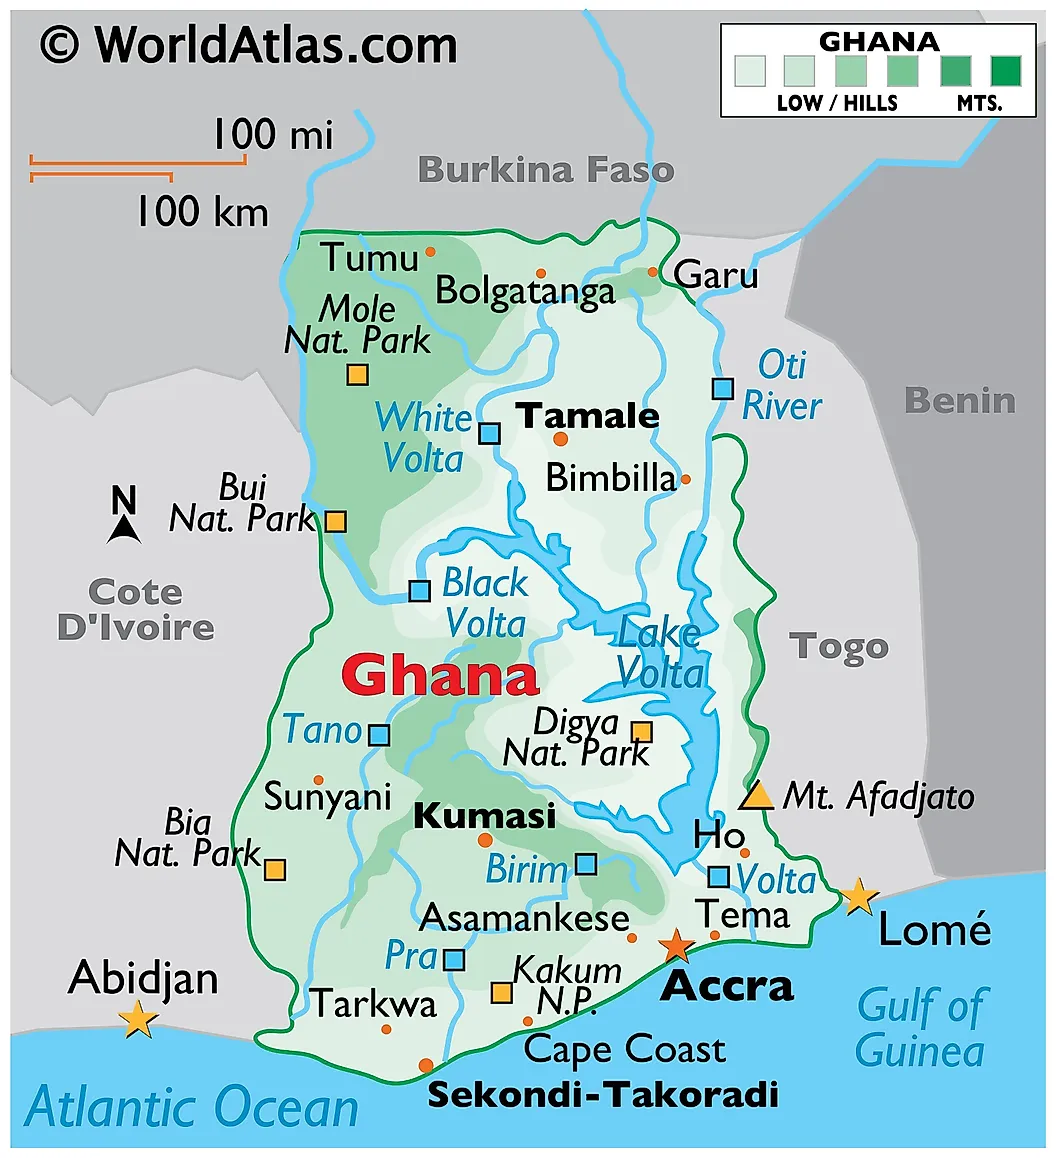 © WorldAtlas.com
GHANA
LOW / HILLS
MTS.
100 mi
100 km
Burkina Faso
Tumu
Bolgatanga
Garu
Mole
Nat. Park
Oti
River
White
Volta
Tamale
Benin
Bimbilla
Bui
Nat. Park
N
Black
Volta
Cote
D'Ivoire
Lake
Volta
Togo
Ghana
Tano
Digya
Nat. Park
Sunyani
Mt. Afadjato
Kumasi
Bia
Nat. Park
Ho
Birim
Volta
Asamankese
Tema
Lomé
Pra
Abidjan
Kakum
N.P.
Accra
Tarkwa
Gulf of
Guinea
Cape Coast
Sekondi-Takoradi
Atlantic Ocean